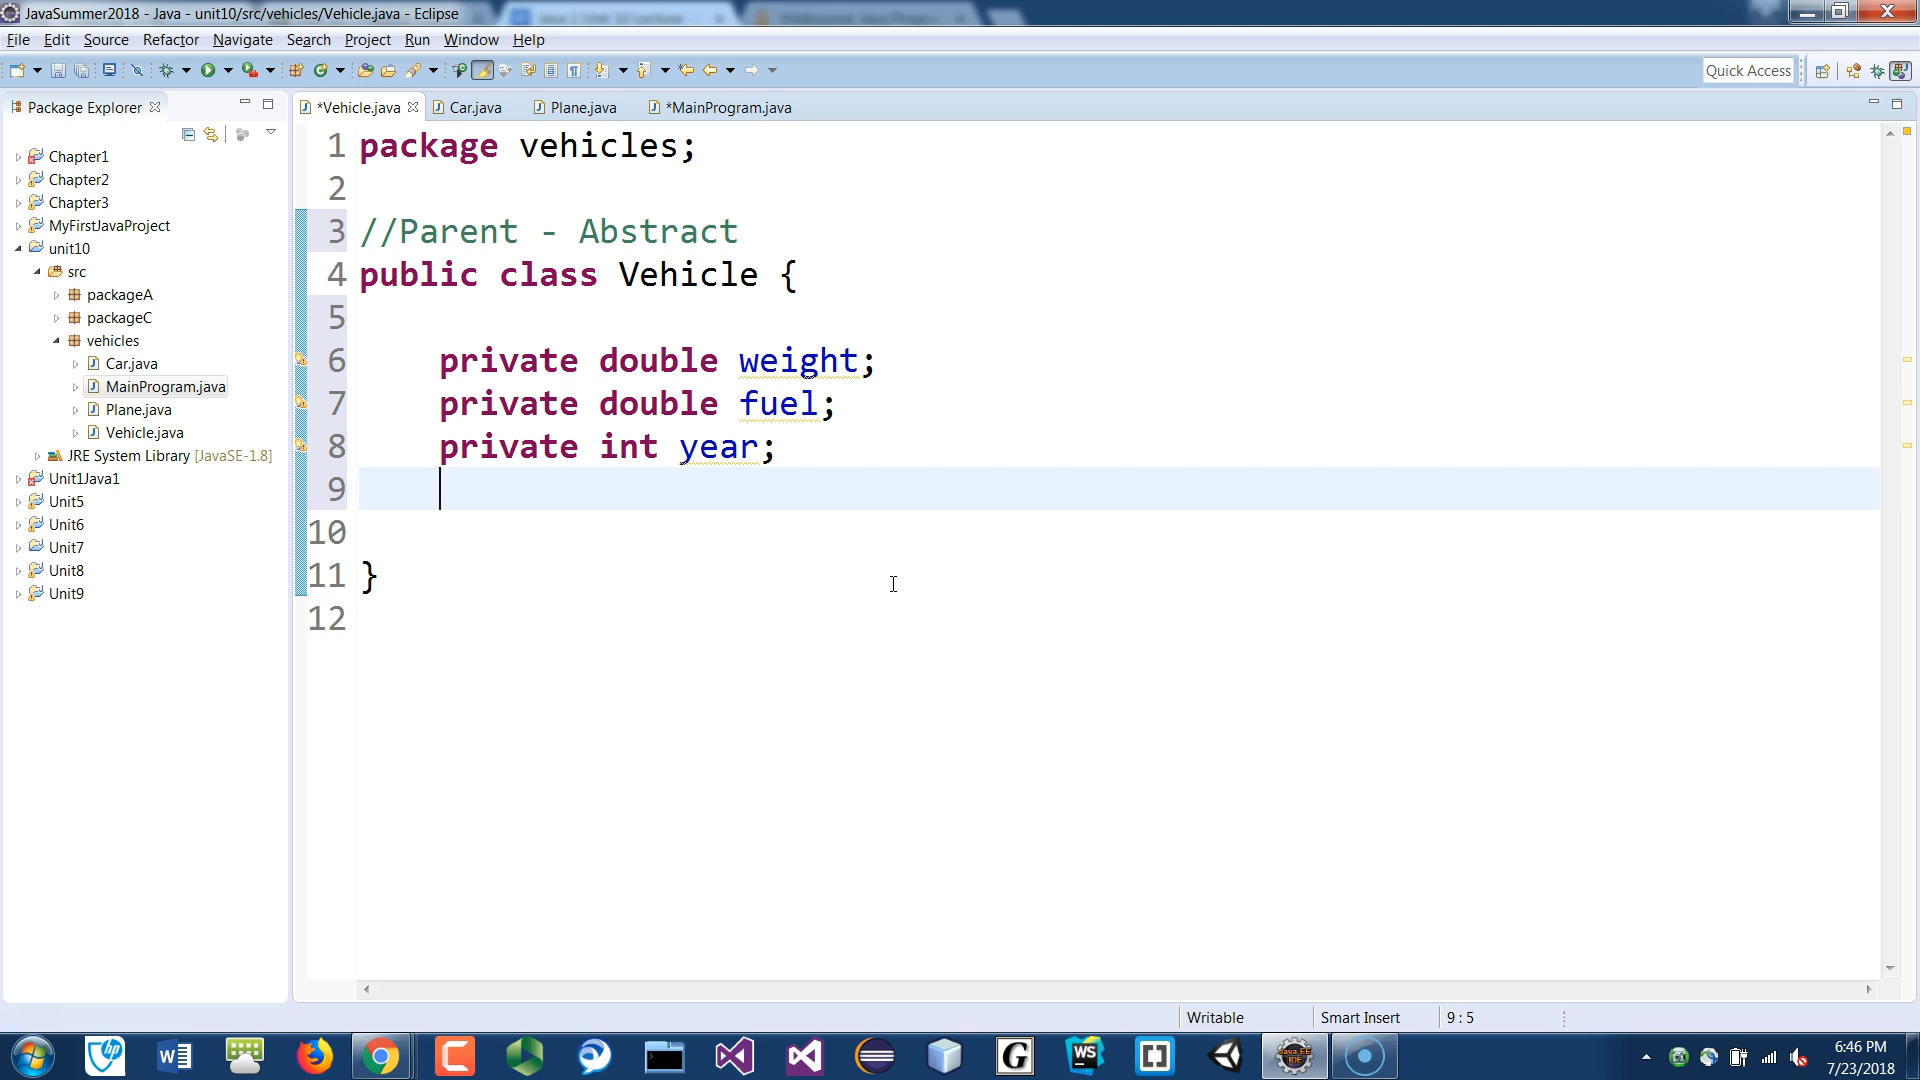 JavaSummer2018 - Java - unit10/src/vehicles/Vehicle.java - Eclipse
File Edit Source Refactor Navigate Search Project Run Window Help
Quick Access
Package Explorer
*Vehicle.java Car.java Plane.java *MainProgram.java
Chapter1
Chapter2
Chapter3
MyFirstJavaProject
unit10
src
packageA
packageC
vehicles
Car.java
MainProgram.java
Plane.java
Vehicle.java
JRE System Library [JavaSE-1.8]
Unit1Java1
Unit5
Unit6
Unit7
Unit8
Unit9
1 package vehicles;
2
3 //Parent - Abstract
4 public class Vehicle {
5
6 private double weight;
7 private double fuel;
8 private int year;
9
10
11 }
12
Writable Smart Insert 9 : 5
hp
W
C
G
WS
Java EE
IDE
6:46 PM
7/23/2018